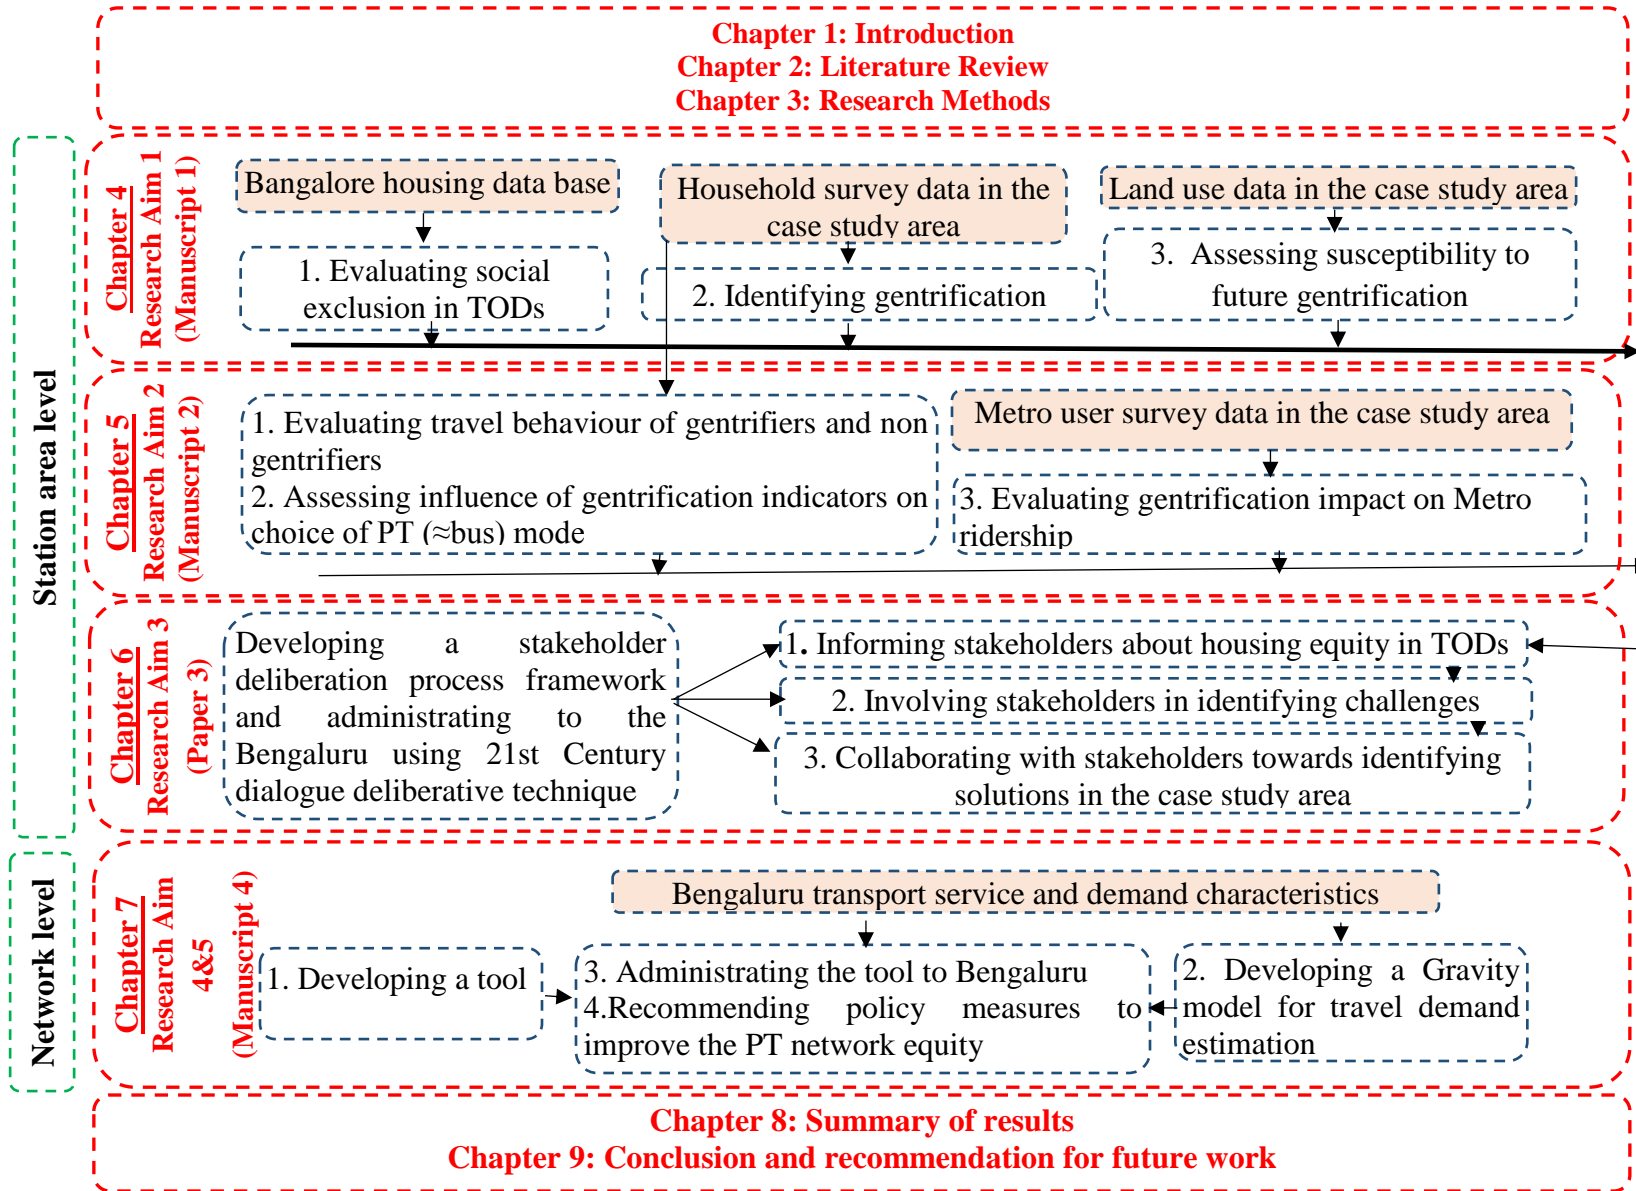 Chapter 1: Introduction
Chapter 2: Literature Review
Chapter 3: Research Methods
Station area level
Chapter 4
Research Aim 1
(Manuscript 1)
Bangalore housing data base
Household survey data in the
case study area
Land use data in the case study area
1. Evaluating social
exclusion in TODs
2. Identifying gentrification
3. Assessing susceptibility to
future gentrification
Chapter 5
Research Aim 2
(Manuscript 2)
1. Evaluating travel behaviour of gentrifiers and non
gentrifiers
2. Assessing influence of gentrification indicators on
choice of PT (≈bus) mode
Metro user survey data in the case study area
3. Evaluating gentrification impact on Metro
ridership
Chapter 6
Research Aim 3
(Paper 3)
Developing a stakeholder
deliberation process framework
and administrating to the
Bengaluru using 21st Century
dialogue deliberative technique
1. Informing stakeholders about housing equity in TODs
2. Involving stakeholders in identifying challenges
3. Collaborating with stakeholders towards identifying
solutions in the case study area
Network level
Chapter 7
Research Aim
4&5
(Manuscript 4)
Bengaluru transport service and demand characteristics
1. Developing a tool
3. Administrating the tool to Bengaluru
4.Recommending policy measures to
improve the PT network equity
2. Developing a Gravity
model for travel demand
estimation
Chapter 8: Summary of results
Chapter 9: Conclusion and recommendation for future work